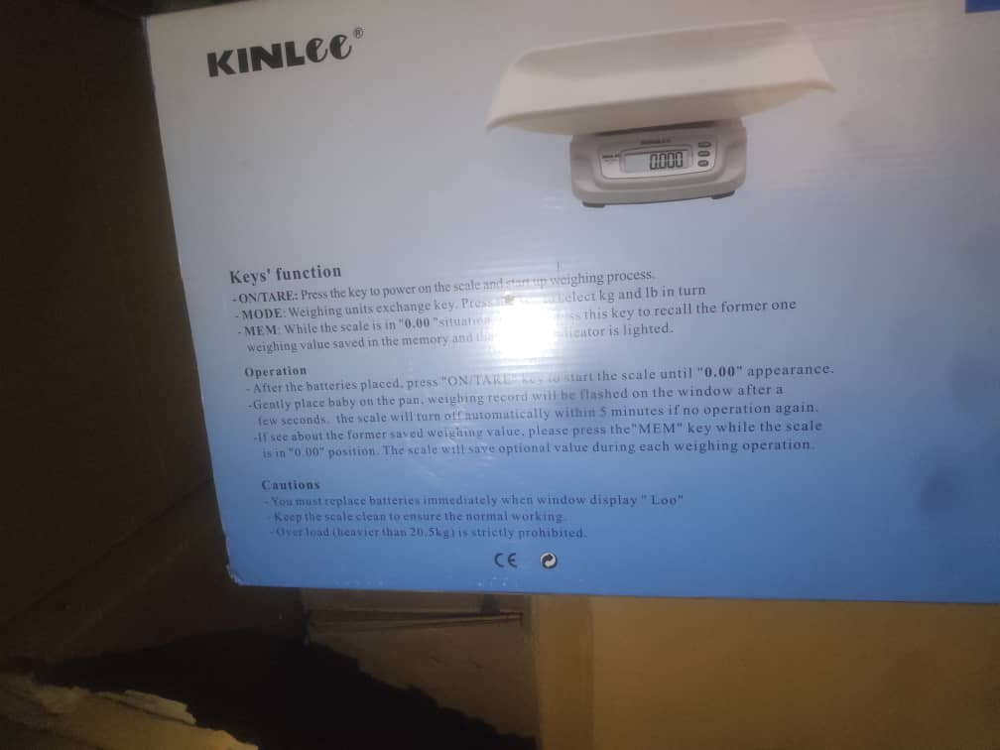 KINLee®
0.000
Keys' function
-ON/TARE: Press the key to power on the scale and start up weighing process.
-MODE: Weighing units exchange key. Press select kg and lb in turn
-MEM: While the scale is in "0.00 "situation this key to recall the former one
weighing value saved in the memory and is lighted.
Operation
-After the batteries placed, press "ON/TARE" key to start the scale until "0.00" appearance.
-Gently place baby on the pan, weighing record will be flashed on the window after a
few seconds. the scale will turn off automatically within 5 minutes if no operation again.
-If see about the former saved weighing value, please press the"MEM" key while the scale
is in "0.00" position. The scale will save optional value during each weighing operation.
Cautions
-You must replace batteries immediately when window display " Loo"
-Keep the scale clean to ensure the normal working.
-Over load (heavier than 20.5kg) is strictly prohibited.
CE